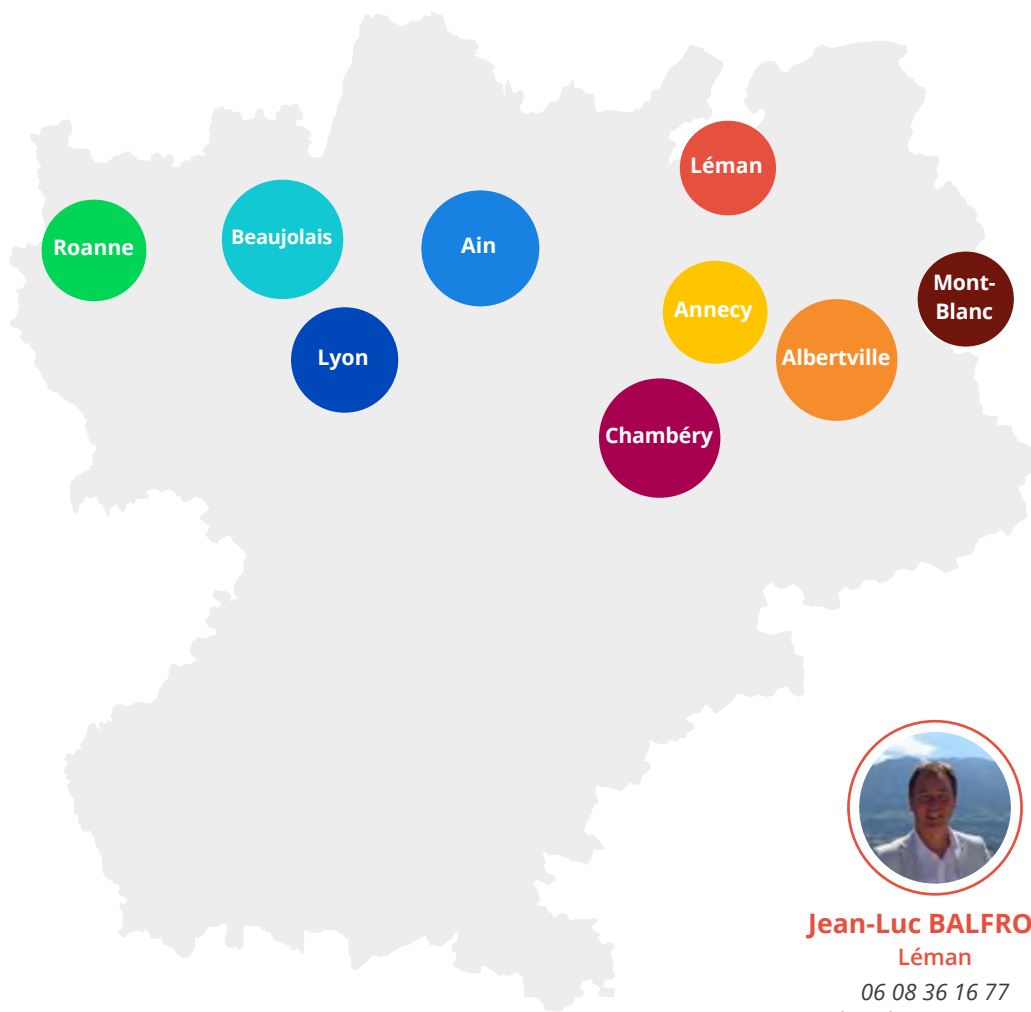 Léman
Roanne
Beaujolais
Ain
Mont-
Blanc
Annecy
Lyon
Albertville
Chambéry
Jean-Luc BALFRO
Léman
06 08 36 16 77